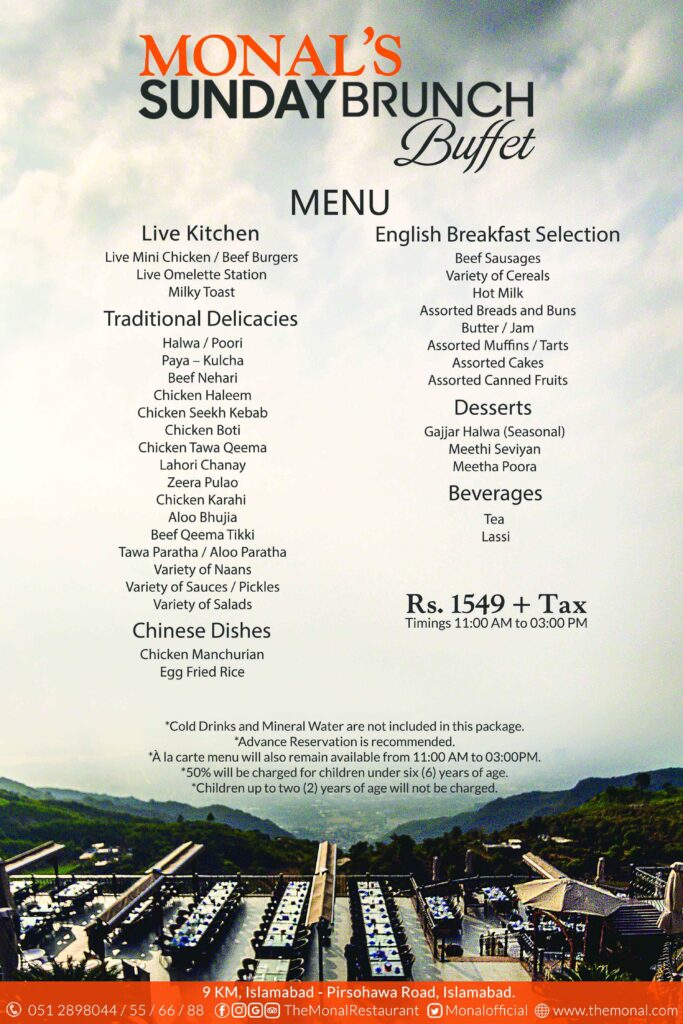 MONAL'S
SUNDAY BRUNCH
Buffet
MENU
Live Kitchen
Live Mini Chicken / Beef Burgers
Live Omelette Station
Milky Toast
Traditional Delicacies
Halwa / Poori
Paya – Kulcha
Beef Nehari
Chicken Haleem
Chicken Seekh Kebab
Chicken Boti
Chicken Tawa Qeema
Lahori Chanay
Zeera Pulao
Chicken Karahi
Aloo Bhujia
Beef Qeema Tikki
Tawa Paratha / Aloo Paratha
Variety of Naans
Variety of Sauces / Pickles
Variety of Salads
Chinese Dishes
Chicken Manchurian
Egg Fried Rice
English Breakfast Selection
Beef Sausages
Variety of Cereals
Hot Milk
Assorted Breads and Buns
Butter / Jam
Assorted Muffins / Tarts
Assorted Cakes
Assorted Canned Fruits
Desserts
Gajjar Halwa (Seasonal)
Meethi Seviyan
Meetha Poora
Beverages
Tea
Lassi
Rs. 1549 + Tax
Timings 11:00 AM to 03:00 PM
*Cold Drinks and Mineral Water are not included in this package.
*Advance Reservation is recommended.
*À la carte menu will also remain available from 11:00 AM to 03:00PM.
*50% will be charged for children under six (6) years of age.
*Children up to two (2) years of age will not be charged.
9 KM, Islamabad - Pirsohawa Road, Islamabad.
051 2898044 / 55 / 66 / 88 TheMonalRestaurant Monalofficial www.themonal.com